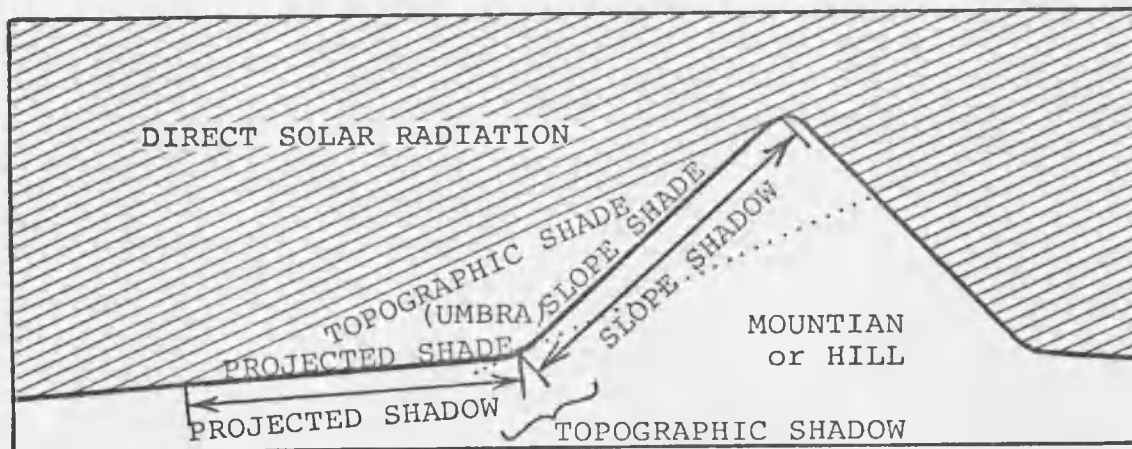 DIRECT SOLAR RADIATION
TOPOGRAPHIC SHADE
(UMBRA)
SLOPE SHADE
SLOPE SHADOW
PROJECTED SHADE
PROJECTED SHADOW
MOUNTIAN
or HILL
TOPOGRAPHIC SHADOW